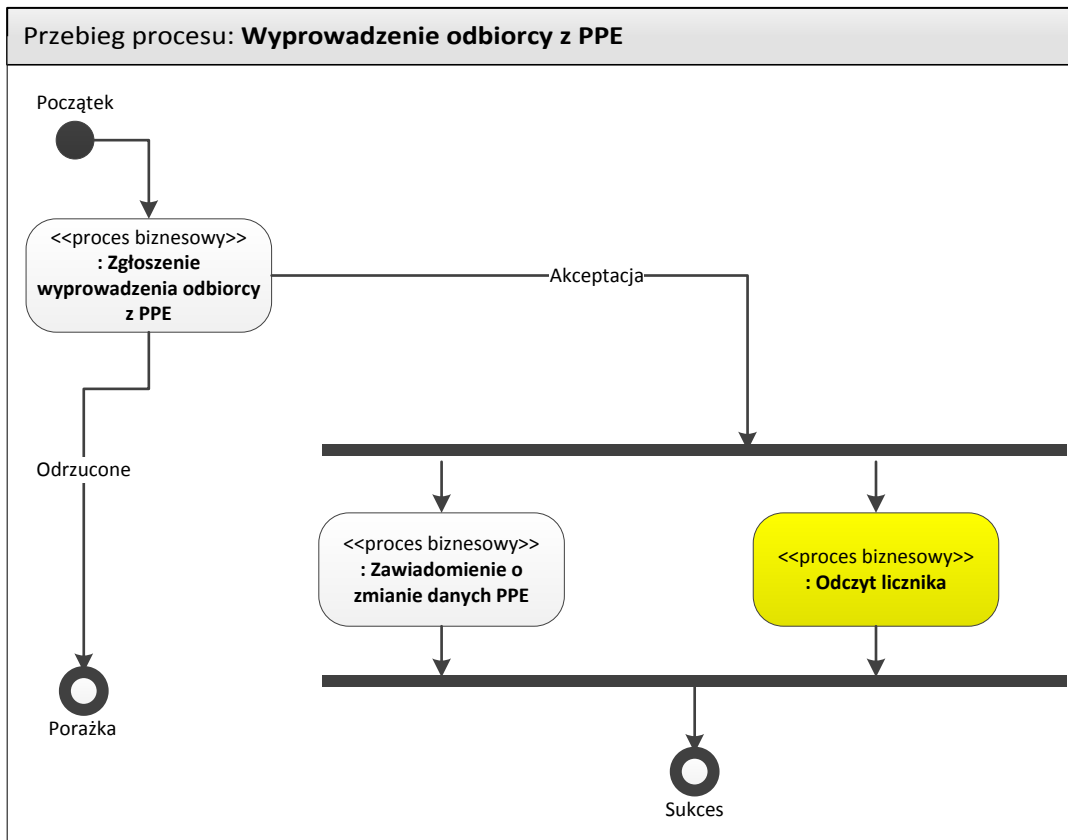 Przebieg procesu: Wyprowadzenie odbiorcy z PPE
Początek
<<proces biznesowy>>
: Zgłoszenie
wyprowadzenia odbiorcy
z PPE
Akceptacja
Odrzucone
<<proces biznesowy>>
: Zawiadomienie o
zmianie danych PPE
<<proces biznesowy>>
: Odczyt licznika
Porażka
Sukces